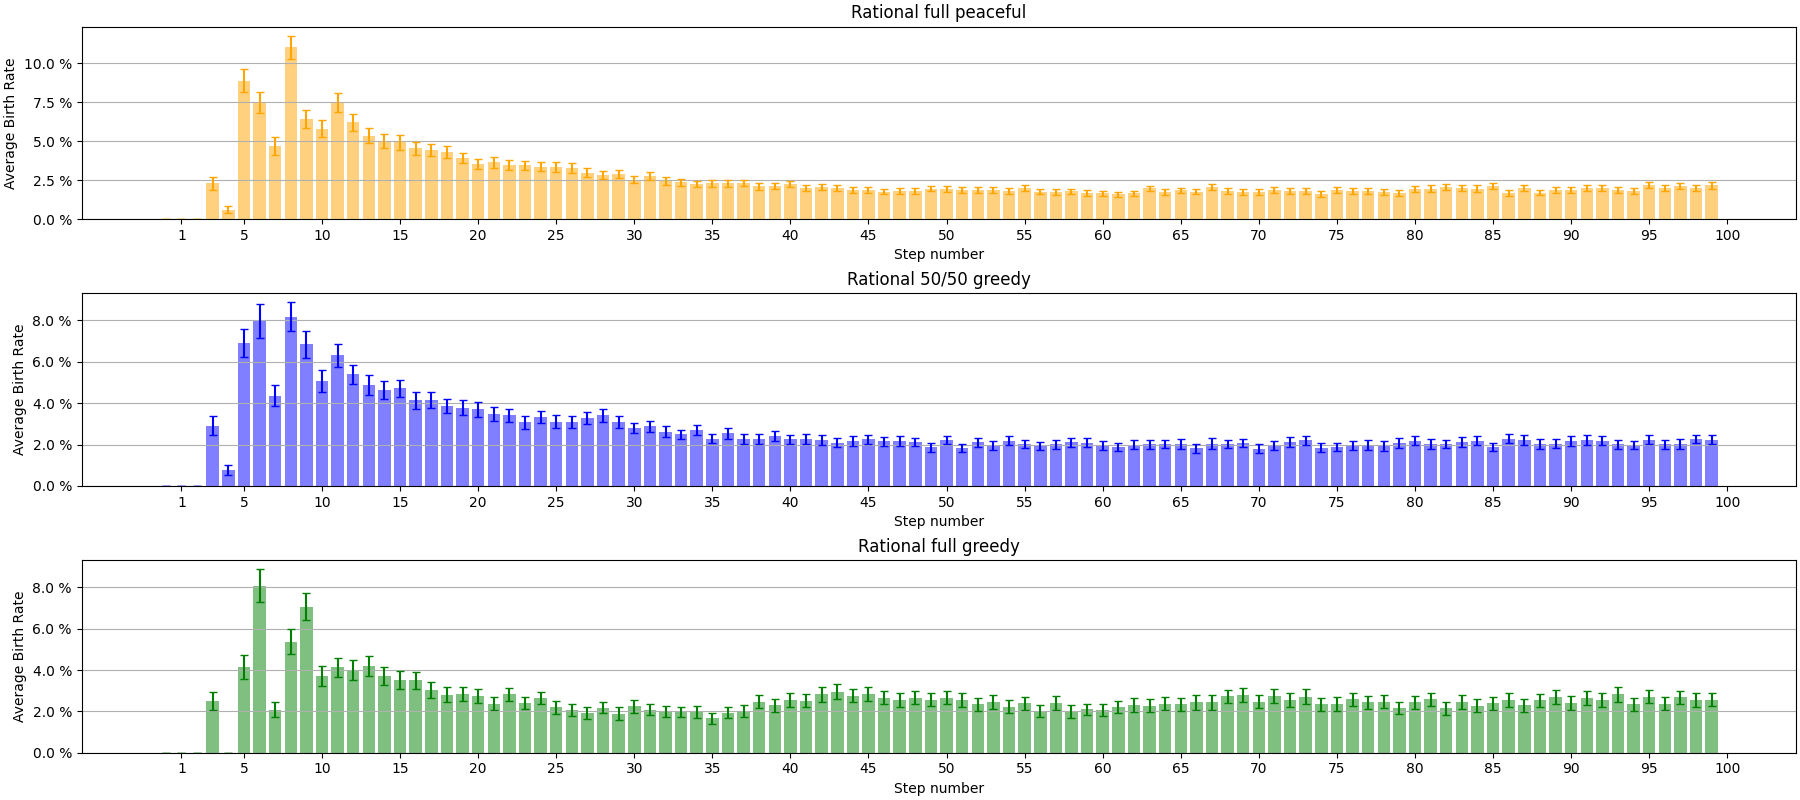 Rational full peaceful
Average Birth Rate
10.0 %
7.5 %
5.0 %
2.5 %
0.0 %
1 5 10 15 20 25 30 35 40 45 50 55 60 65 70 75 80 85 90 95 100
Step number
Rational 50/50 greedy
Average Birth Rate
8.0 %
6.0 %
4.0 %
2.0 %
0.0 %
1 5 10 15 20 25 30 35 40 45 50 55 60 65 70 75 80 85 90 95 100
Step number
Rational full greedy
Average Birth Rate
8.0 %
6.0 %
4.0 %
2.0 %
0.0 %
1 5 10 15 20 25 30 35 40 45 50 55 60 65 70 75 80 85 90 95 100
Step number